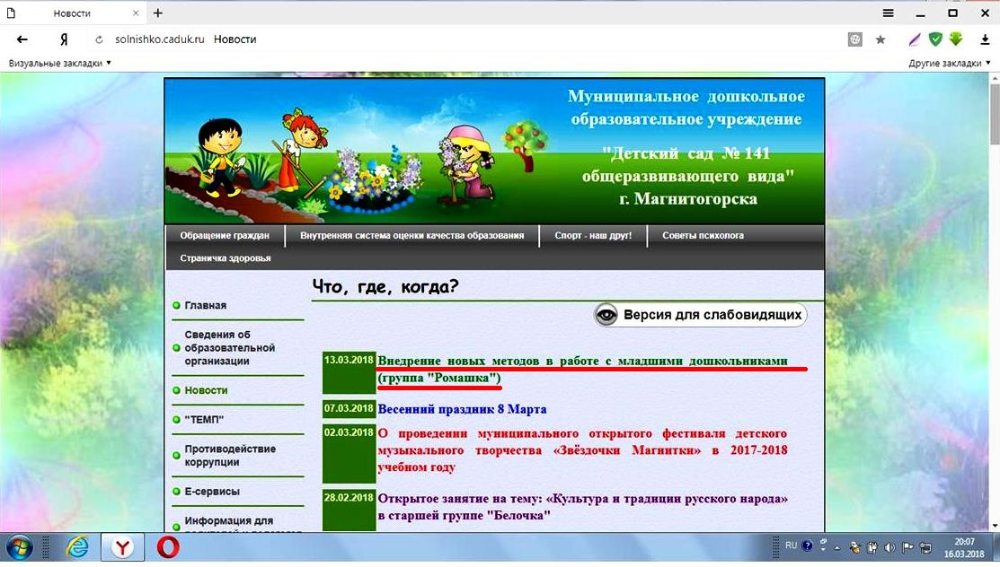 Новости
solnishko.caduk.ru Новости
Визуальные закладки
Другие закладки
Муниципальное дошкольное
образовательное учреждение
"Детский сад № 141
общеразвивающего вида"
г. Магнитогорска
Обращение граждан
Внутренняя система оценки качества образования
Спорт - наш друг!
Советы психолога
Страничка здоровья
Что, где, когда?
Версия для слабовидящих
Главная
Сведения об
образовательной
организации
Новости
"ТЕМП"
Противодействие
коррупции
Е-сервисы
Информация для
13.03.2018 Внедрение новых методов в работе с младшими дошкольниками
(группа "Ромашка")
07.03.2018 Весенний праздник 8 Марта
02.03.2018 О проведении муниципального открытого фестиваля детского
музыкального творчества «Звёздочки Магнитки» в 2017-2018
учебном году
28.02.2018 Открытое занятие на тему: «Культура и традиции русского народа»
в старшей группе "Белочка"
RU
20:07
16.03.2018